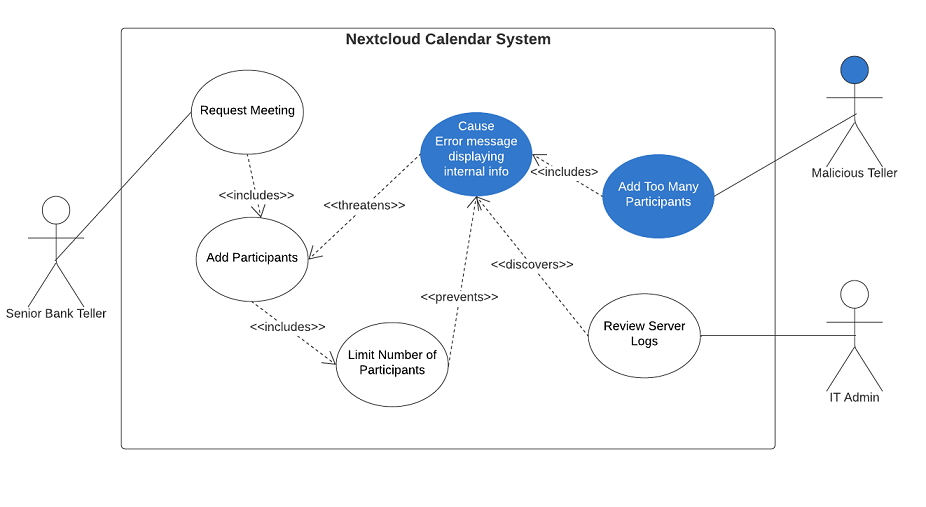 Nextcloud Calendar System
Request Meeting
Cause
Error message
displaying
internal info
<<includes>>
Add Too Many
Participants
Malicious Teller
<<includes>>
<<threatens>>
Add Participants
<<discovers>>
<<prevents>>
Senior Bank Teller
<<includes>>
Limit Number of
Participants
Review Server
Logs
IT Admin